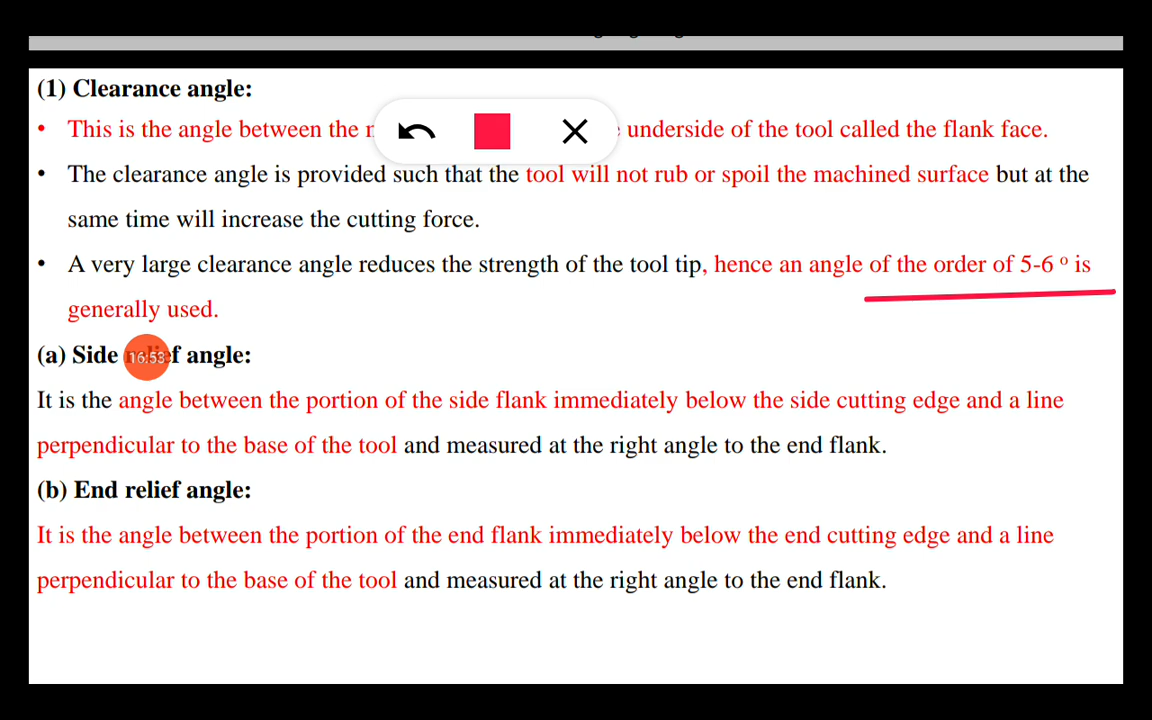 (1) Clearance angle:
• This is the angle between the underside of the tool called the flank face.
• The clearance angle is provided such that the tool will not rub or spoil the machined surface but at the
same time will increase the cutting force.
• A very large clearance angle reduces the strength of the tool tip, hence an angle of the order of 5-6 º is
generally used.
(a) Side relief angle:
16:53
It is the angle between the portion of the side flank immediately below the side cutting edge and a line
perpendicular to the base of the tool and measured at the right angle to the end flank.
(b) End relief angle:
It is the angle between the portion of the end flank immediately below the end cutting edge and a line
perpendicular to the base of the tool and measured at the right angle to the end flank.